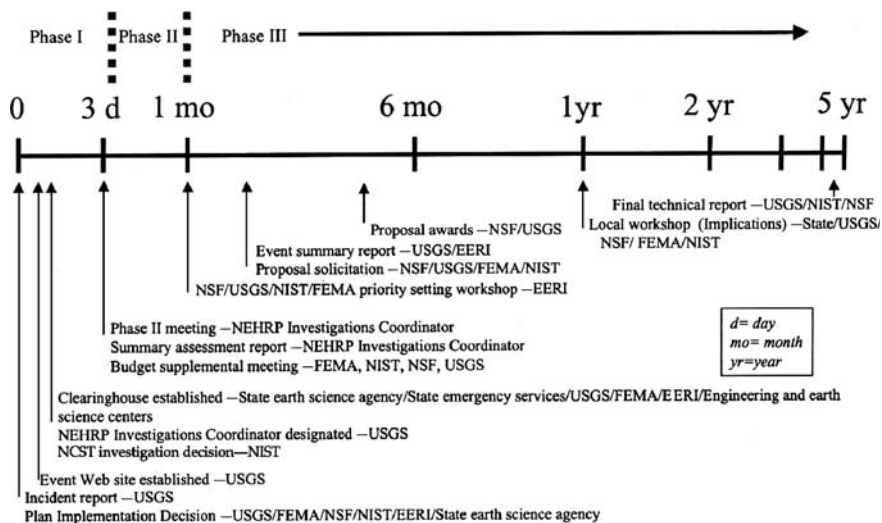 Phase I Phase II Phase III
0 3 d 1 mo 6 mo 1yr 2 yr 5 yr
Final technical report –USGS/NIST/NSF
Proposal awards –NSF/USGS
Local workshop (Implications) –State/USGS/
NSF/ FEMA/NIST
Event summary report –USGS/EERI
Proposal solicitation –NSF/USGS/FEMA/NIST
NSF/USGS/NIST/FEMA priority setting workshop –EERI
Phase II meeting –NEHRP Investigations Coordinator
Summary assessment report –NEHRP Investigations Coordinator
Budget supplemental meeting –FEMA, NIST, NSF, USGS
d= day
mo= month
yr=year
Clearinghouse established –State earth science agency/State emergency services/USGS/FEMA/EERI/Engineering and earth
science centers
NEHRP Investigations Coordinator designated –USGS
NCST investigation decision—NIST
Event Web site established –USGS
Incident report –USGS
Plan Implementation Decision –USGS/FEMA/NSF/NIST/EERI/State earth science agency